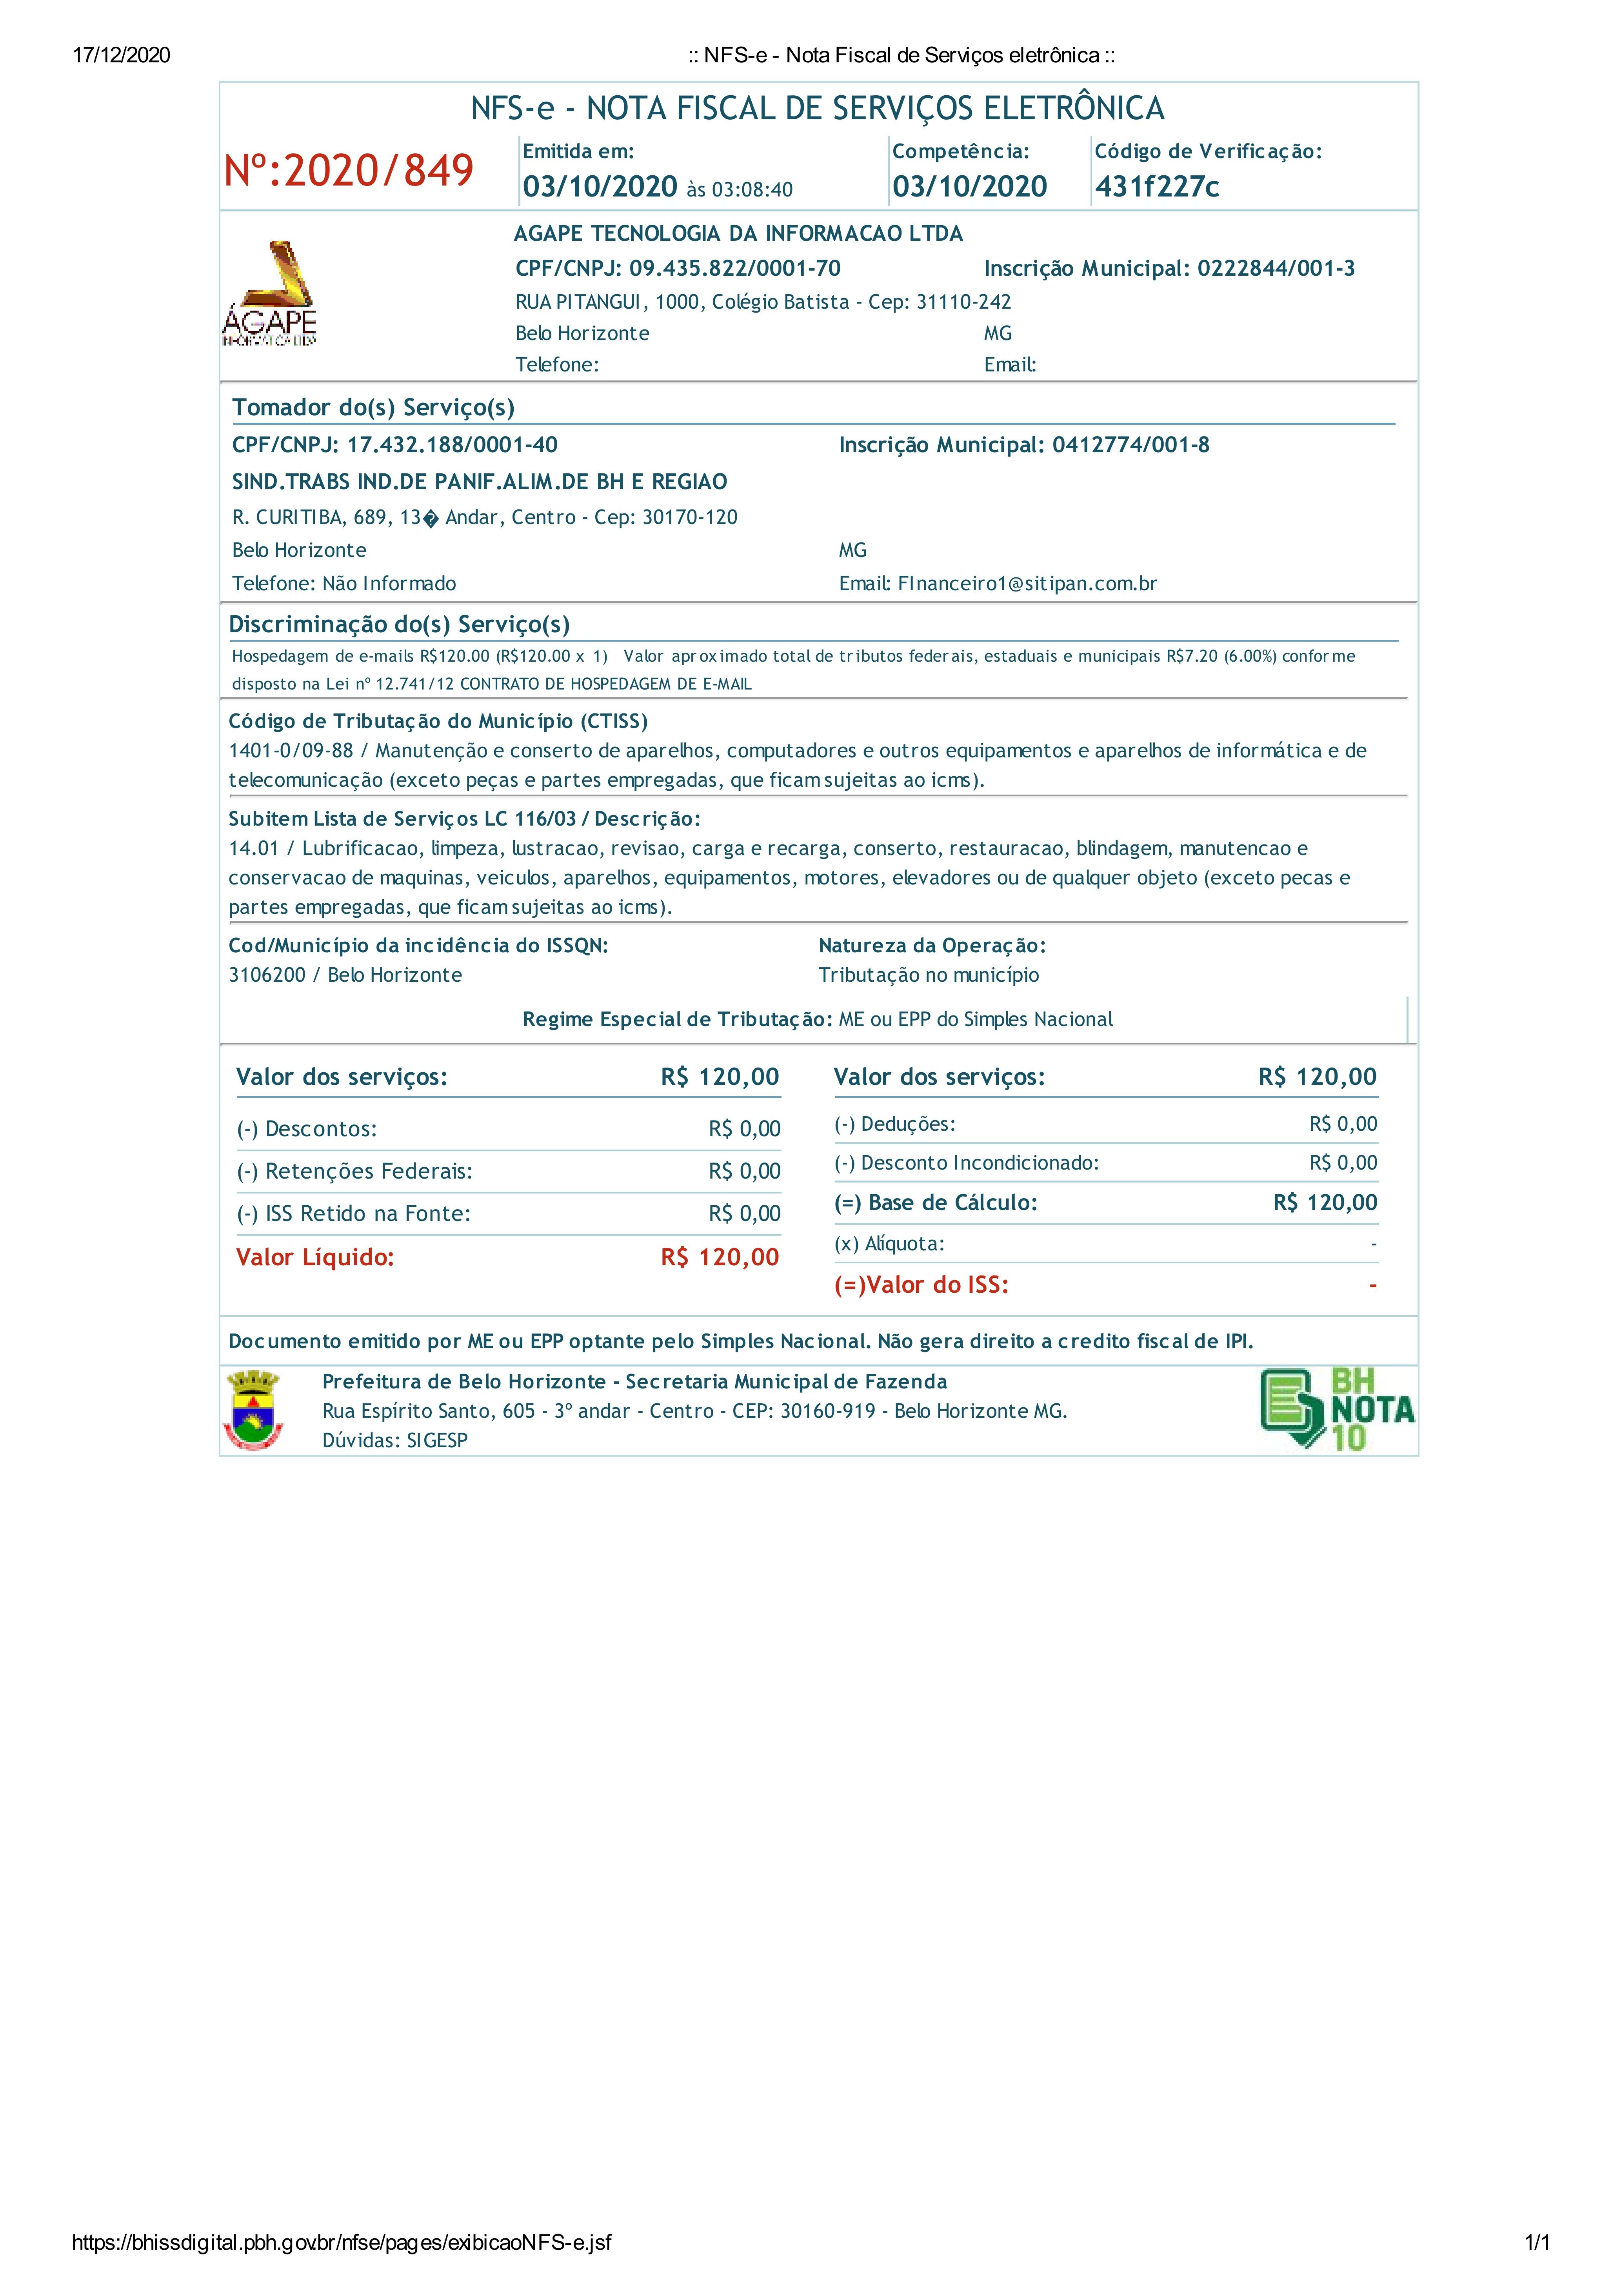 17/12/2020 :: NFS-e - Nota Fiscal de Serviços eletrônica ::
NFS-e - NOTA FISCAL DE SERVIÇOS ELETRÔNICA
Nº:2020/849
Emitida em: Competência: Código de Verificação:
03/10/2020 às 03:08:40 03/10/2020 431f227c
ÁGAPE
AGAPE TECNOLOGIA DA INFORMACAO LTDA
CPF/CNPJ: 09.435.822/0001-70 Inscrição Municipal: 0222844/001-3
RUA PITANGUI, 1000, Colégio Batista - Cep: 31110-242
Belo Horizonte MG
Telefone: Email:
Tomador do(s) Serviço(s)
CPF/CNPJ: 17.432.188/0001-40 Inscrição Municipal: 0412774/001-8
SIND.TRABS IND.DE PANIF.ALIM.DE BH E REGIAO
R. CURITIBA, 689, 13� Andar, Centro - Cep: 30170-120
Belo Horizonte MG
Telefone: Não Informado Email: FInanceiro1@sitipan.com.br
Discriminação do(s) Serviço(s)
Hospedagem de e-mails R$120.00 (R$120.00 x 1) Valor aproximado total de tributos federais, estaduais e municipais R$7.20 (6.00%) conforme
disposto na Lei nº 12.741/12 CONTRATO DE HOSPEDAGEM DE E-MAIL
Código de Tributação do Município (CTISS)
1401-0/09-88 / Manutenção e conserto de aparelhos, computadores e outros equipamentos e aparelhos de informática e de
telecomunicação (exceto peças e partes empregadas, que ficam sujeitas ao icms).
Subitem Lista de Serviços LC 116/03 / Descrição:
14.01 / Lubrificacao, limpeza, lustracao, revisao, carga e recarga, conserto, restauracao, blindagem, manutencao e
conservacao de maquinas, veiculos, aparelhos, equipamentos, motores, elevadores ou de qualquer objeto (exceto pecas e
partes empregadas, que ficam sujeitas ao icms).
Cod/Município da incidência do ISSQN: Natureza da Operação:
3106200 / Belo Horizonte Tributação no município
Regime Especial de Tributação: ME ou EPP do Simples Nacional
Valor dos serviços: R$ 120,00 Valor dos serviços: R$ 120,00
(-) Descontos: R$ 0,00 (-) Deduções: R$ 0,00
(-) Retenções Federais: R$ 0,00 (-) Desconto Incondicionado: R$ 0,00
(-) ISS Retido na Fonte: R$ 0,00 (=) Base de Cálculo: R$ 120,00
Valor Líquido: R$ 120,00 (x) Alíquota: -
(=)Valor do ISS: -
Documento emitido por ME ou EPP optante pelo Simples Nacional. Não gera direito a credito fiscal de IPI.
Prefeitura de Belo Horizonte - Secretaria Municipal de Fazenda
Rua Espírito Santo, 605 - 3º andar - Centro - CEP: 30160-919 - Belo Horizonte MG.
Dúvidas: SIGESP
BH
NOTA
10
https://bhissdigital.pbh.gov.br/nfse/pages/exibicaoNFS-e.jsf 1/1